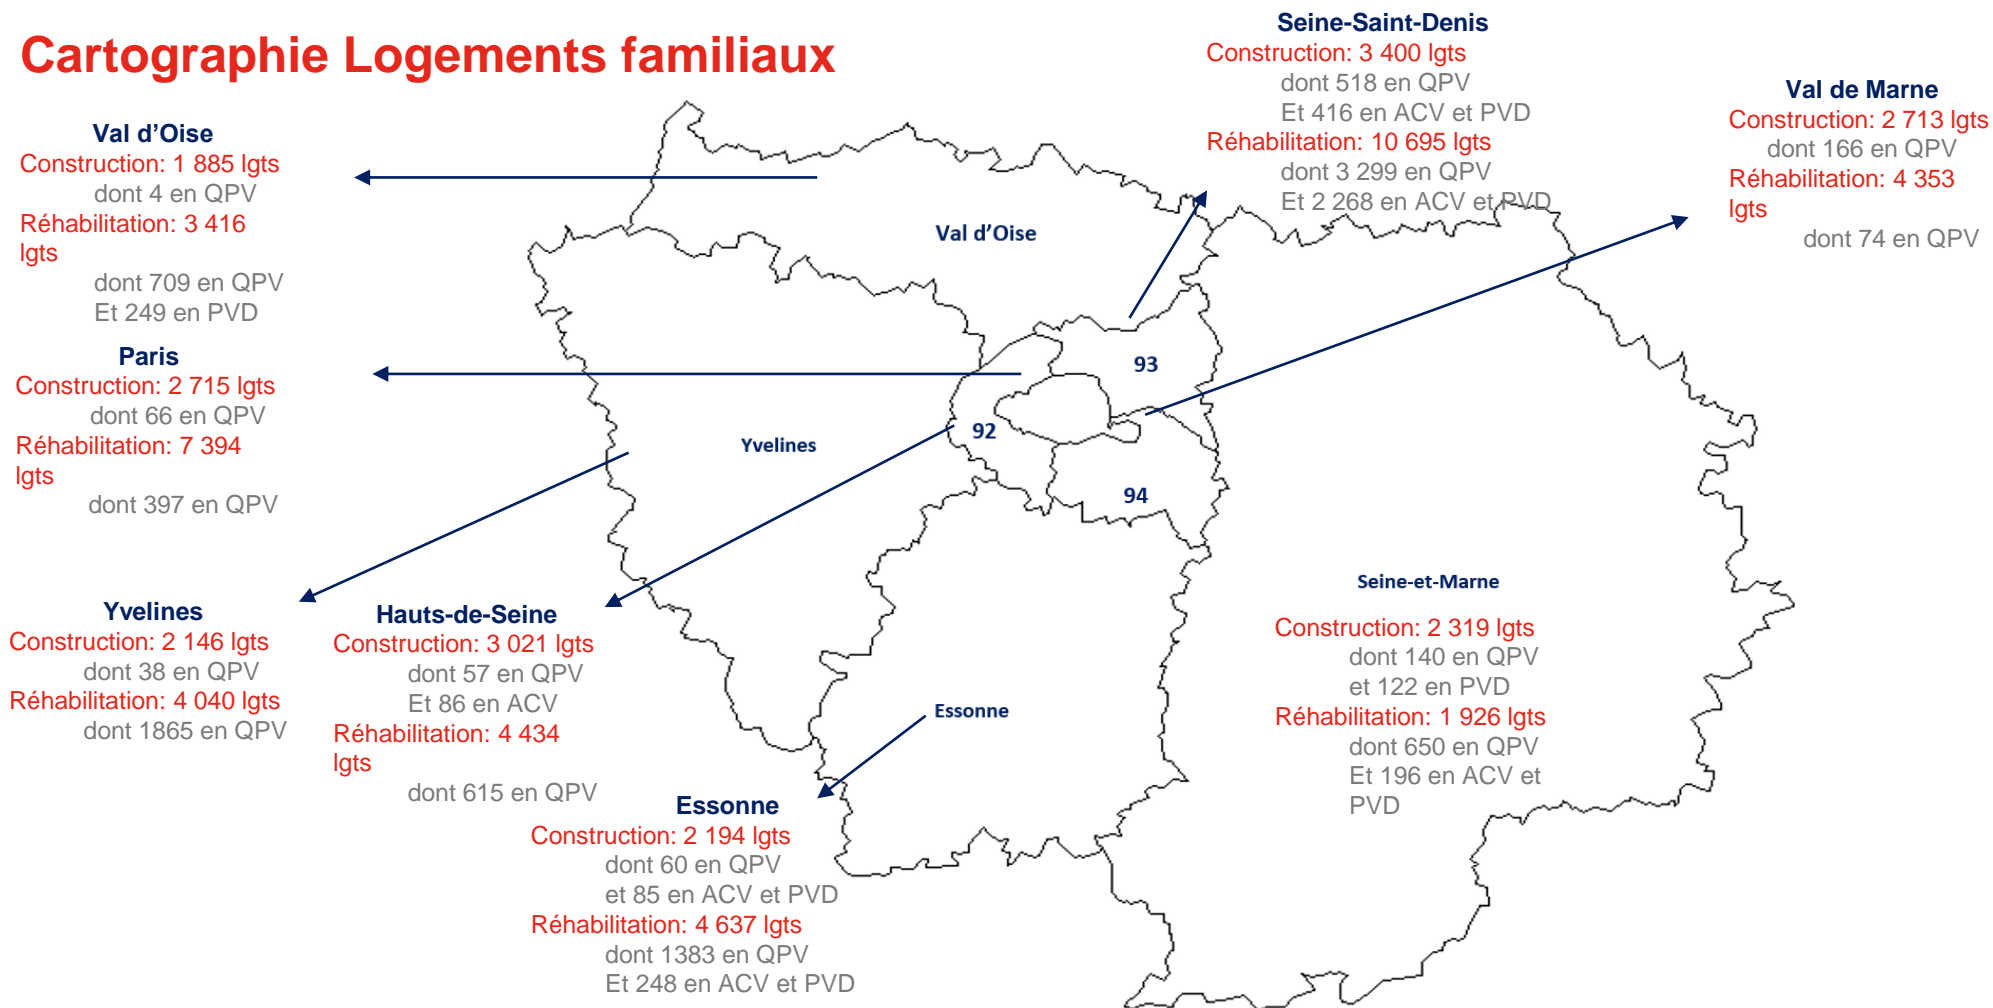 Cartographie Logements familiaux
Seine-Saint-Denis
Construction: 3 400 lgts
dont 518 en QPV
Et 416 en ACV et PVD
Réhabilitation: 10 695 lgts
dont 3 299 en QPV
Et 2 268 en ACV et PVD
Val de Marne
Construction: 2 713 lgts
dont 166 en QPV
Réhabilitation: 4 353
lgts
dont 74 en QPV
Val d’Oise
Construction: 1 885 lgts
dont 4 en QPV
Réhabilitation: 3 416
lgts
dont 709 en QPV
Et 249 en PVD
Paris
Construction: 2 715 lgts
dont 66 en QPV
Réhabilitation: 7 394
lgts
dont 397 en QPV
Val d’Oise
93
92
Yvelines
94
Seine-et-Marne
Essonne
Yvelines
Construction: 2 146 lgts
dont 38 en QPV
Réhabilitation: 4 040 lgts
dont 1865 en QPV
Hauts-de-Seine
Construction: 3 021 lgts
dont 57 en QPV
Et 86 en ACV
Réhabilitation: 4 434
lgts
dont 615 en QPV
Construction: 2 319 lgts
dont 140 en QPV
et 122 en PVD
Réhabilitation: 1 926 lgts
dont 650 en QPV
Et 196 en ACV et
PVD
Essonne
Construction: 2 194 lgts
dont 60 en QPV
et 85 en ACV et PVD
Réhabilitation: 4 637 lgts
dont 1383 en QPV
Et 248 en ACV et PVD